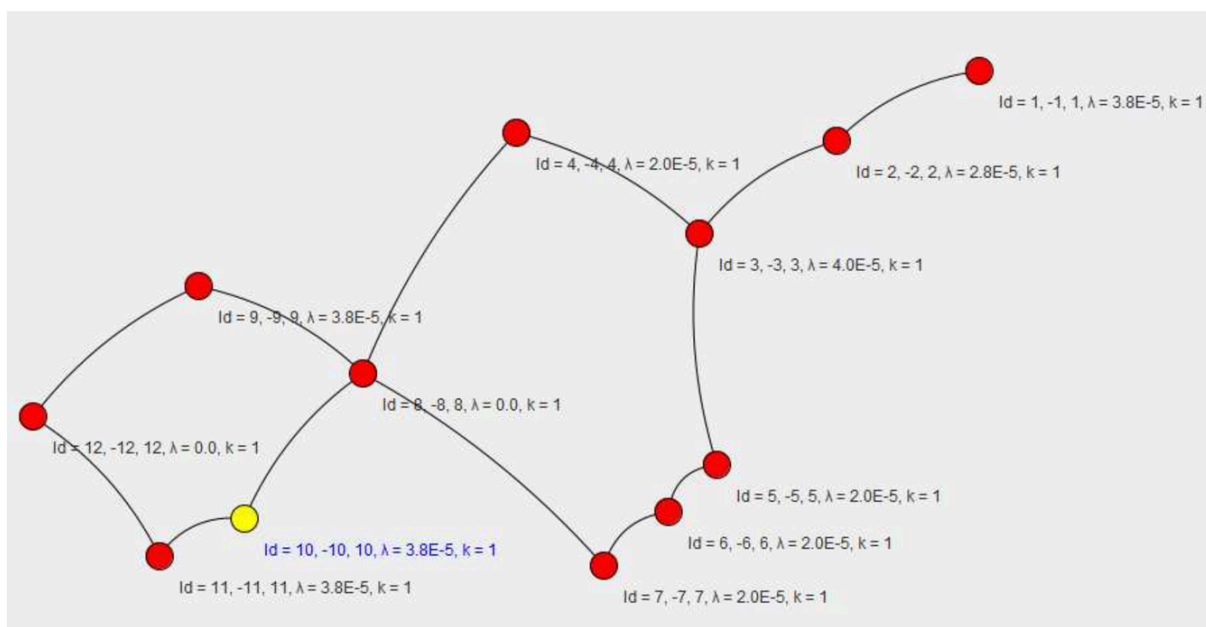 Id = 1, -1, 1, λ = 3.8E-5, k = 1
Id = 4, -4, 4, λ = 2.0E-5, k = 1
Id = 2, -2, 2, λ = 2.8E-5, k = 1
Id = 3, -3, 3, λ = 4.0E-5, k = 1
Id = 9, -9, 9, λ = 3.8E-5, k = 1
Id = 8, -8, 8, λ = 0.0, k = 1
Id = 12, -12, 12, λ = 0.0, k = 1
Id = 5, -5, 5, λ = 2.0E-5, k = 1
Id = 6, -6, 6, λ = 2.0E-5, k = 1
Id = 10, -10, 10, λ = 3.8E-5, k = 1
Id = 11, -11, 11, λ = 3.8E-5, k = 1
Id = 7, -7, 7, λ = 2.0E-5, k = 1